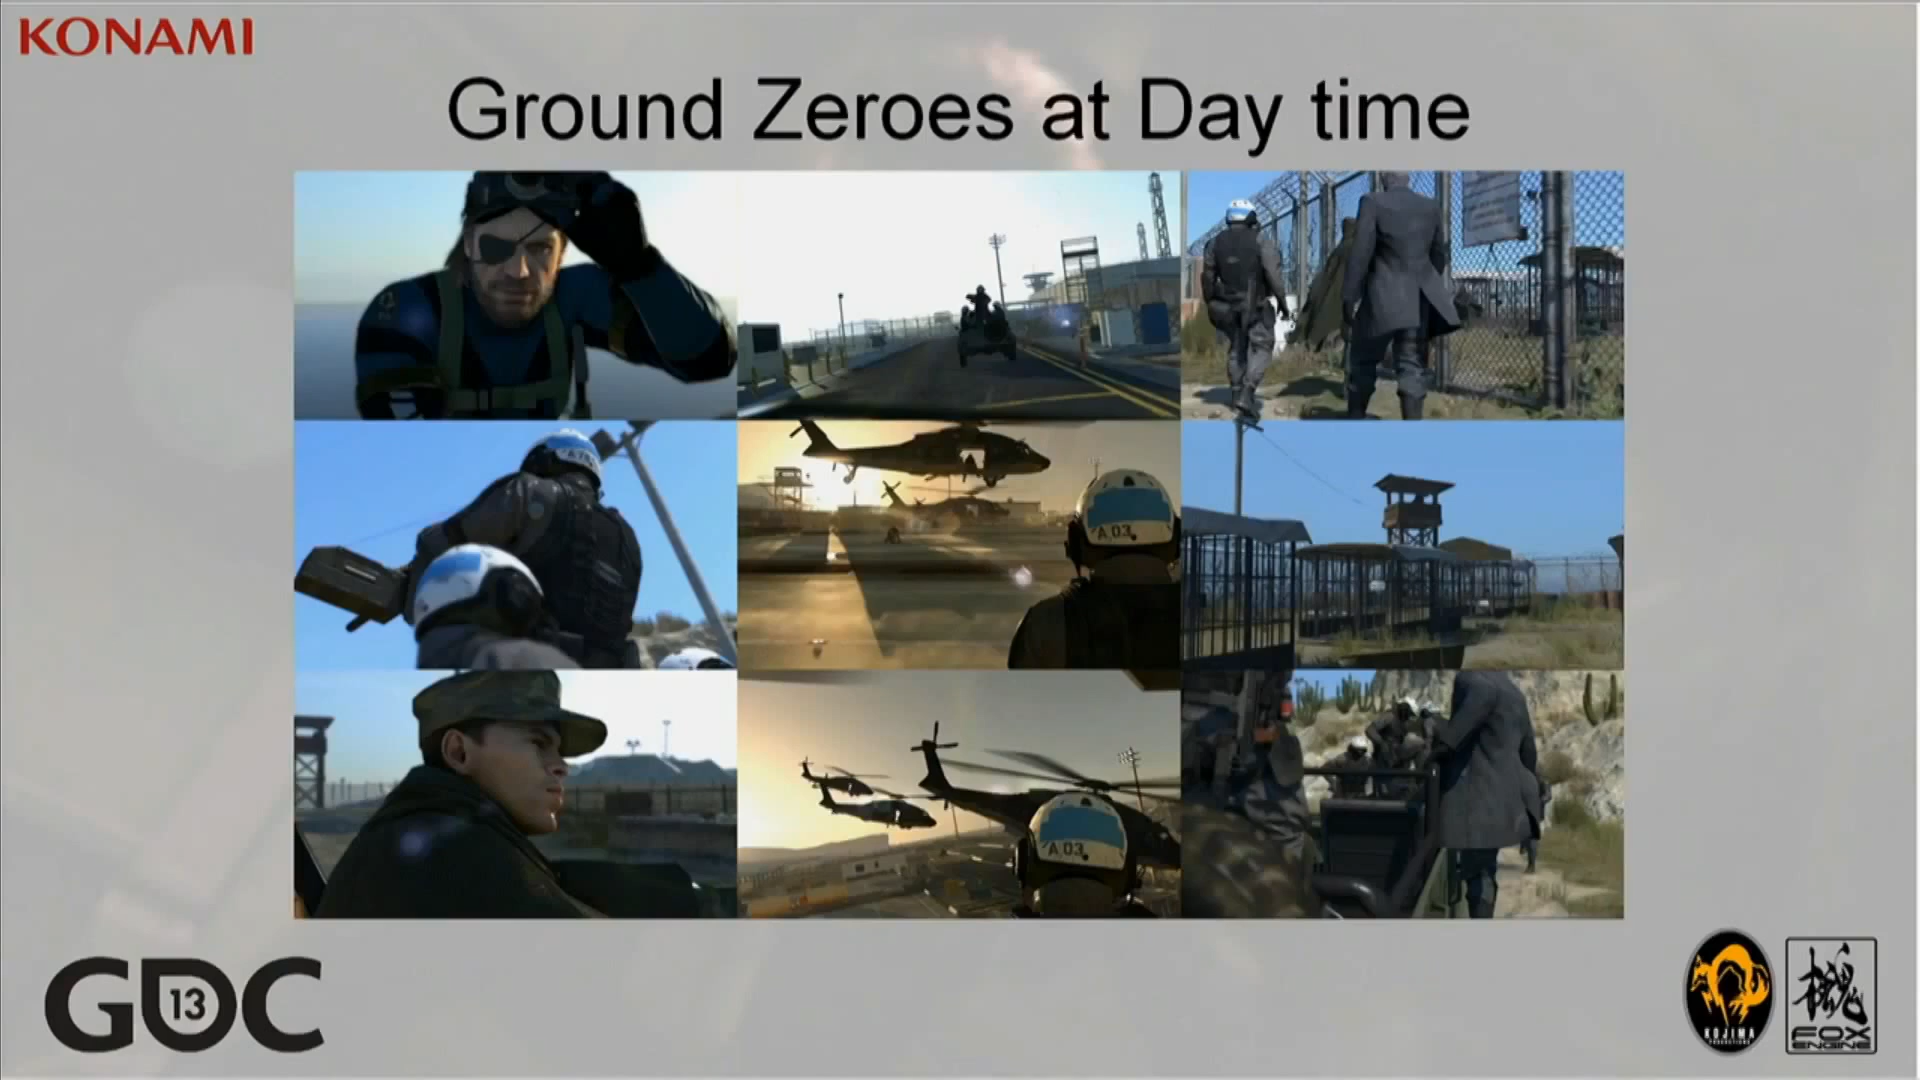 KONAMI
Ground Zeroes at Day time
A 03
A 03
GDC
13
KOJIMA
PRODUCTIONS
FOX
ENGINE